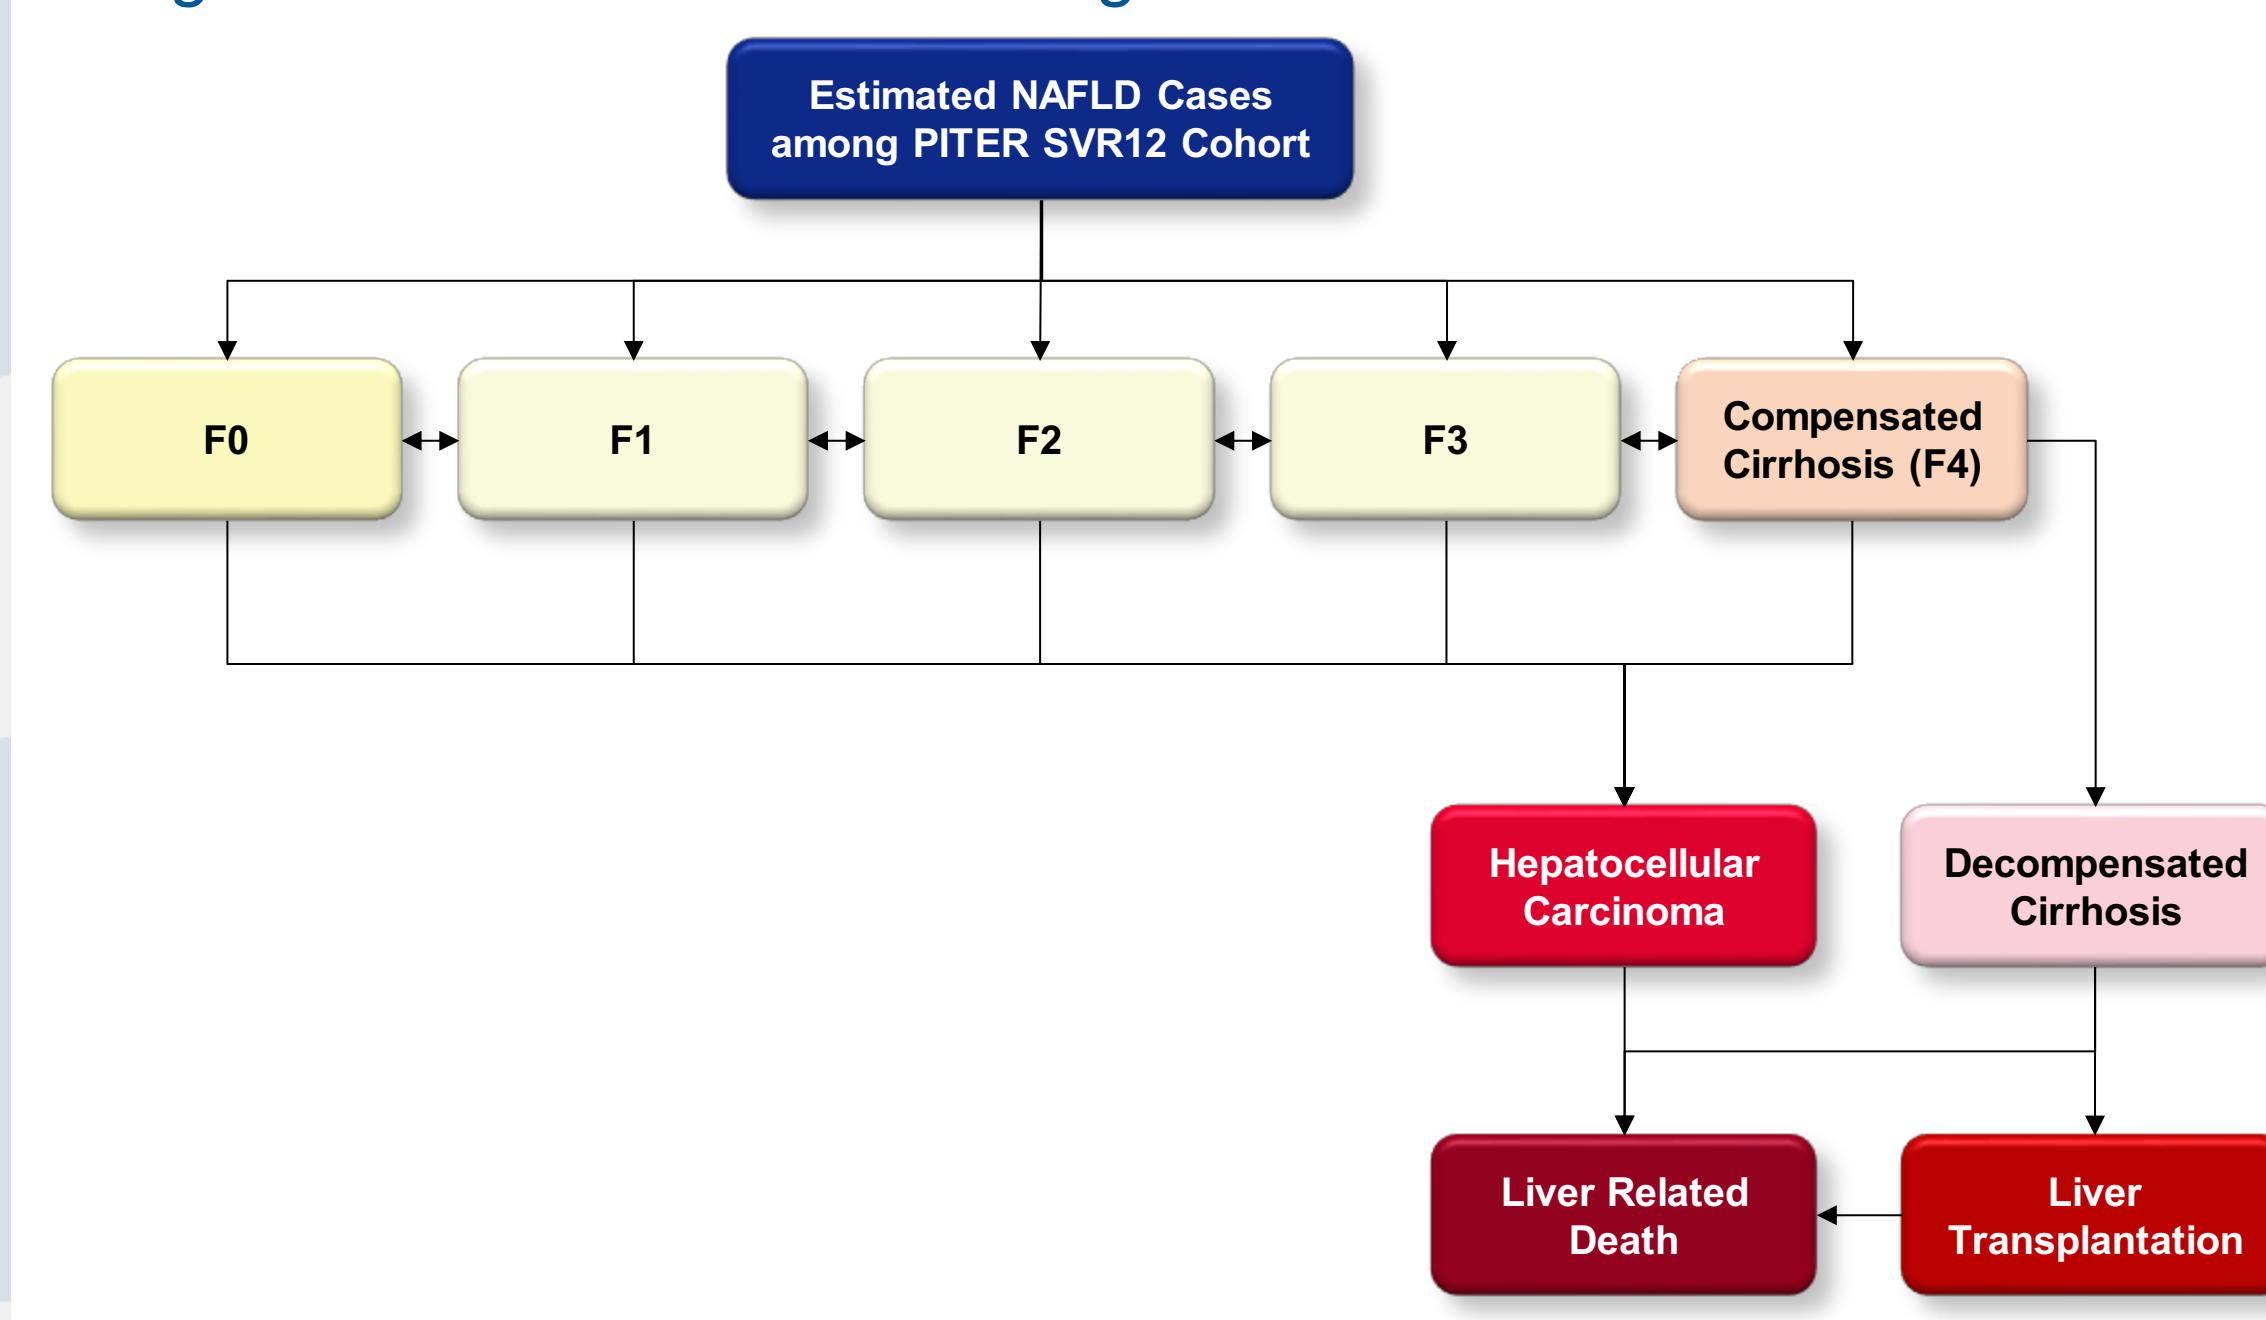 Estimated NAFLD Cases
among PITER SVR12 Cohort
F0
F1
F2
F3
Compensated
Cirrhosis (F4)
Hepatocellular
Carcinoma
Decompensated
Cirrhosis
Liver Related
Death
Liver
Transplantation